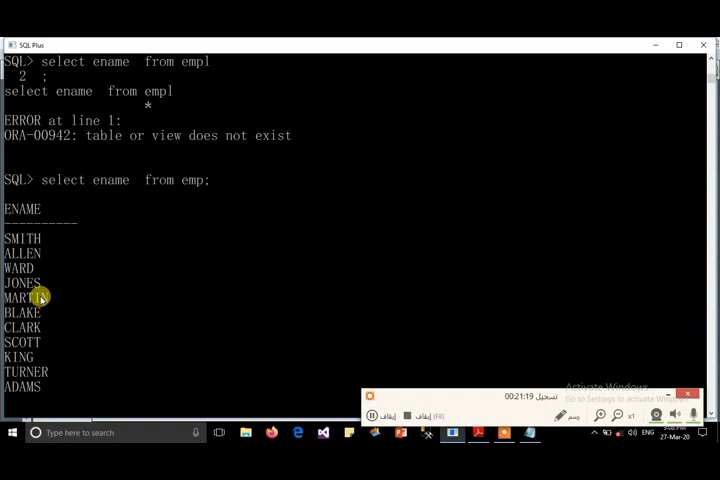 SQL Plus
SQL> select ename  from empl
2  ;
select ename  from empl
*
ERROR at line 1:
ORA-00942: table or view does not exist
SQL> select ename  from emp;
ENAME
----------
SMITH
ALLEN
WARD
JONES
MARTIN
BLAKE
CLARK
SCOTT
KING
TURNER
ADAMS
Activate Windows
Go to Settings to activate Windows.
تسجيل 00:21:19
إيقاف
إيقاف (F8)
رسم
x1
Type here to search
ENG
27-Mar-20